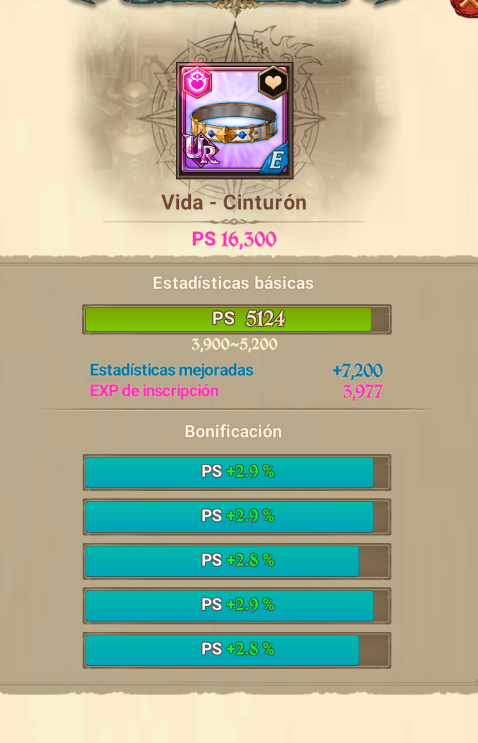 UR
E
Vida - Cinturón
PS 16,300
Estadísticas básicas
PS 5124
3,900~5,200
Estadísticas mejoradas +7,200
EXP de inscripción 3,977
Bonificación
PS +2.9 %
PS +2.9 %
PS +2.8 %
PS +2.9 %
PS +2.8 %